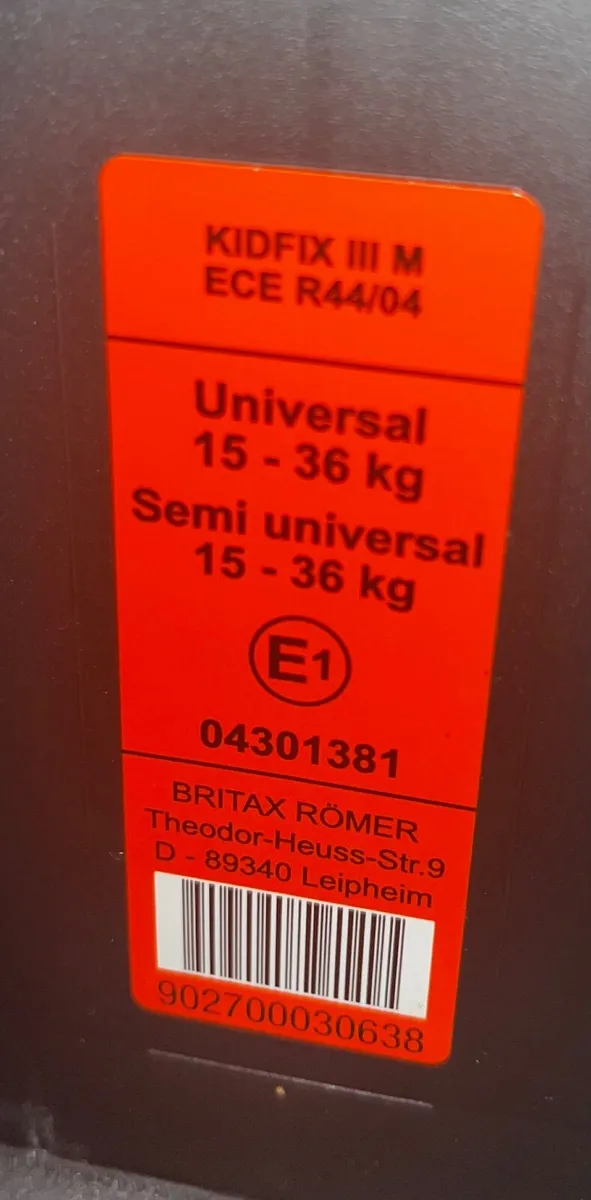 KIDFIX III M
ECE R44/04
Universal
15 - 36 kg
Semi universal
15 - 36 kg
E1
04301381
BRITAX RÖMER
Theodor-Heuss-Str.9
D - 89340 Leipheim
902700030638